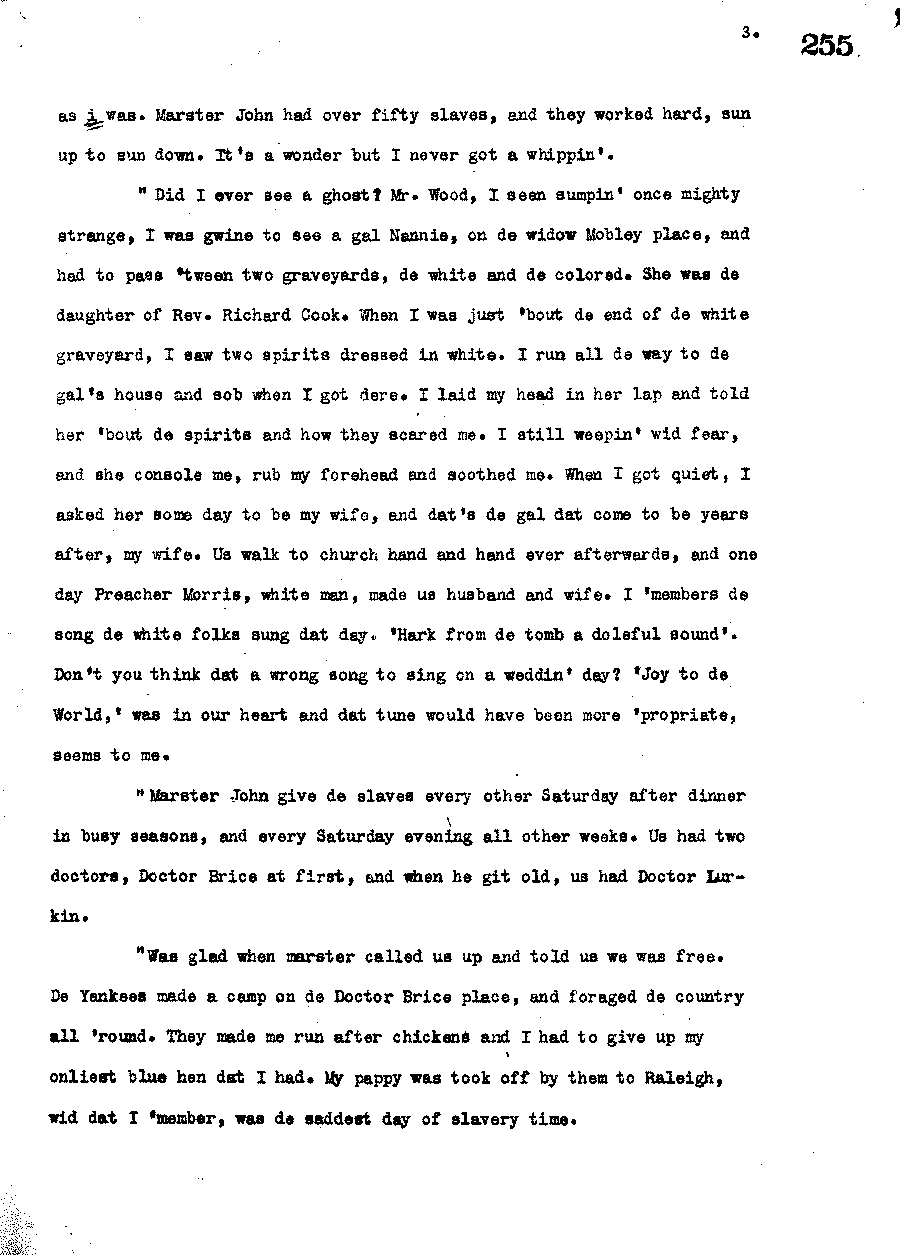 3.
255
as i was. Marster John had over fifty slaves, and they worked hard, sun
up to sun down. It's a wonder but I never got a whippin'.
" Did I ever see a ghost? Mr. Wood, I seen sumpin' once mighty
strange, I was gwine to see a gal Nannie, on de widow Mobley place, and
had to pass 'tween two graveyards, de white and de colored. She was de
daughter of Rev. Richard Cook. When I was just 'bout de end of de white
graveyard, I saw two spirits dressed in white. I run all de way to de
gal's house and sob when I got dere. I laid my head in her lap and told
her 'bout de spirits and how they scared me. I still weepin' wid fear,
and she console me, rub my forehead and soothed me. When I got quiet, I
asked her some day to be my wife, and dat's de gal dat come to be years
after, my wife. Us walk to church hand and hand ever afterwards, and one
day Preacher Morris, white man, made us husband and wife. I 'members de
song de white folks sung dat day. 'Hark from de tomb a doleful sound'.
Don't you think dat a wrong song to sing on a weddin' day? 'Joy to de
World,' was in our heart and dat tune would have been more 'propriate,
seems to me.
"Marster John give de slaves every other Saturday after dinner
in busy seasons, and every Saturday evening all other weeks. Us had two
doctors, Doctor Brice at first, and when he git old, us had Doctor Lur-
kin.
"Was glad when marster called us up and told us we was free.
De Yankees made a camp on de Doctor Brice place, and foraged de country
all 'round. They made me run after chickens and I had to give up my
onliest blue hen dat I had. My pappy was took off by them to Raleigh,
wid dat I 'member, was de saddest day of slavery time.